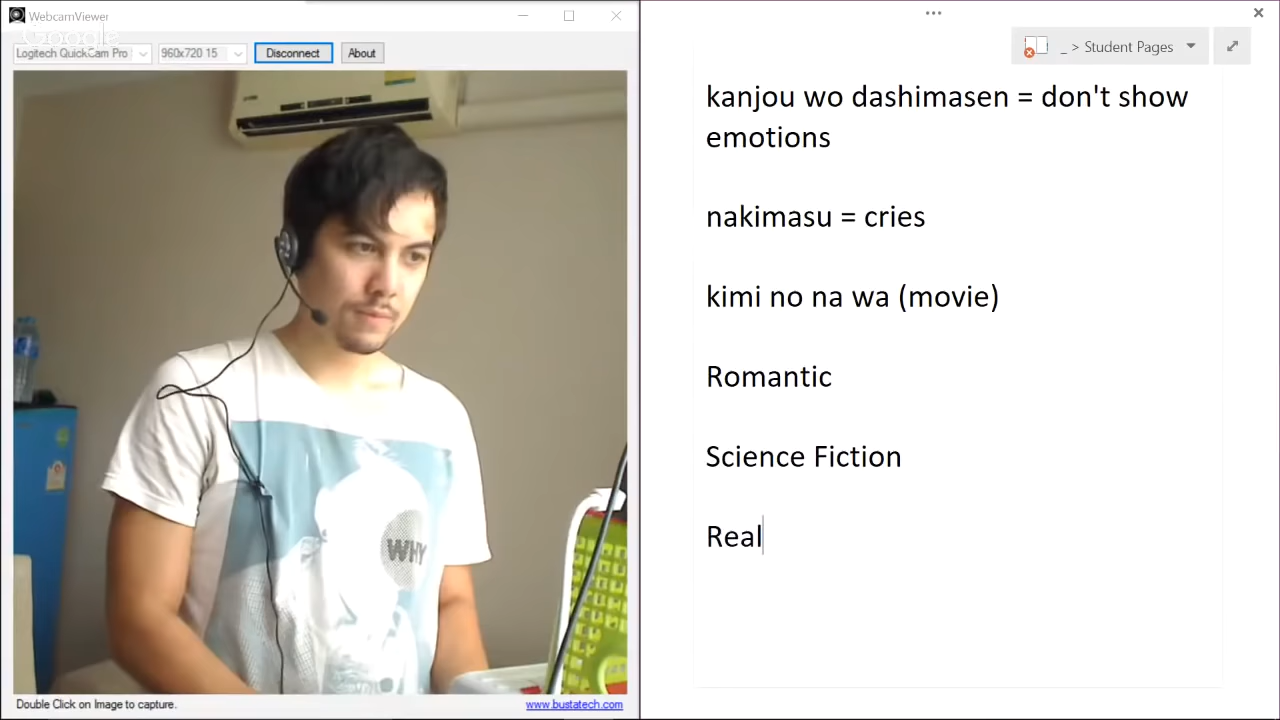 WebcamViewer
Google
Logitech QuickCam Pro
960x720 15
Disconnect
About
WHY
Double Click on Image to capture.
www.bustatech.com
_ > Student Pages
kanjou wo dashimasen = don't show
emotions
nakimasu = cries
kimi no na wa (movie)
Romantic
Science Fiction
Real